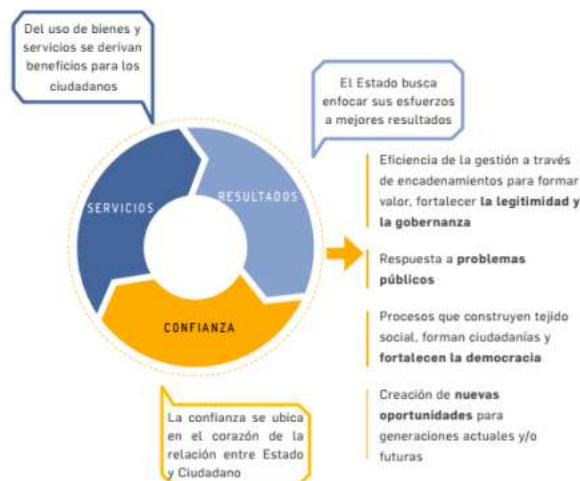 Del uso de bienes y
servicios se derivan
beneficios para los
ciudadanos
El Estado busca
enfocar sus esfuerzos
a mejores resultados
SERVICIOS
RESULTADOS
CONFIANZA
Eficiencia de la gestión a través
de encadenamientos para formar
valor, fortalecer la legitimidad y
la gobernanza
Respuesta a problemas
públicos
Procesos que construyen tejido
social, forman ciudadanías y
fortalecen la democracia
Creación de nuevas
oportunidades para
generaciones actuales y/o
futuras
La confianza se ubica
en el corazón de la
relación entre Estado
y Ciudadano